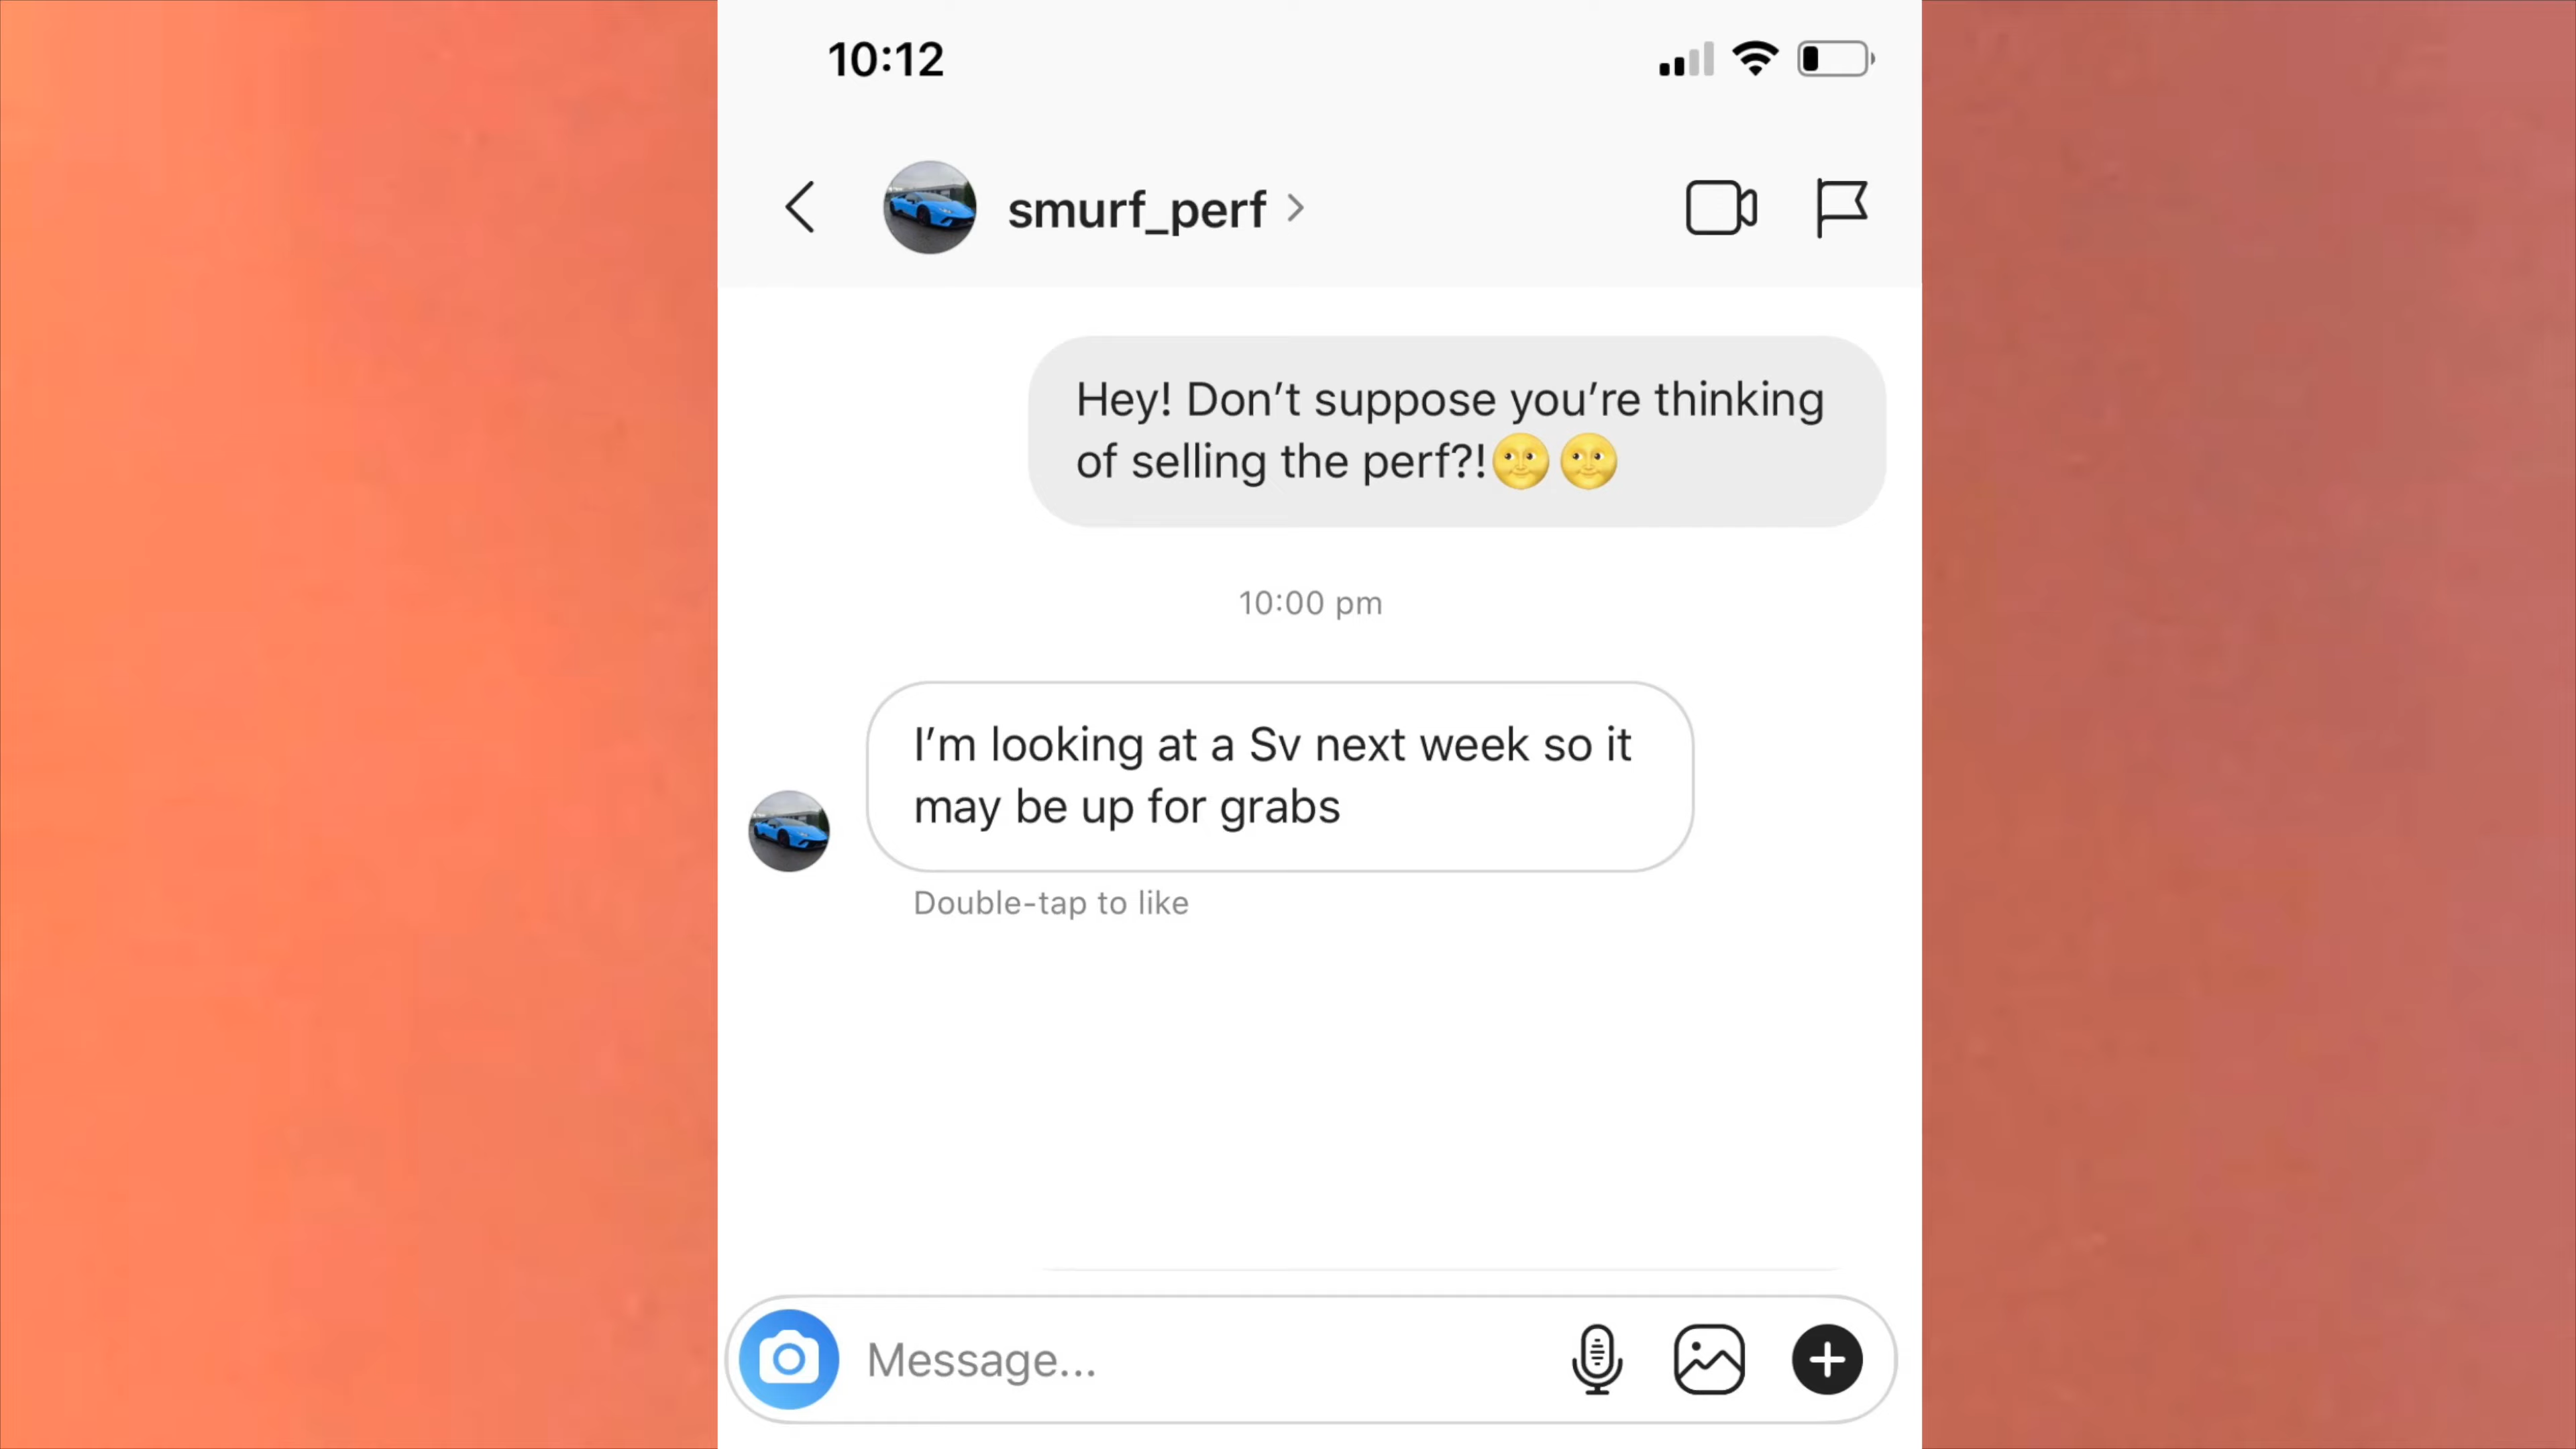 10:12
smurf_perf
Hey! Don’t suppose you’re thinking
of selling the perf?!🌝🌝
10:00 pm
I’m looking at a Sv next week so it
may be up for grabs
Double-tap to like
Message...